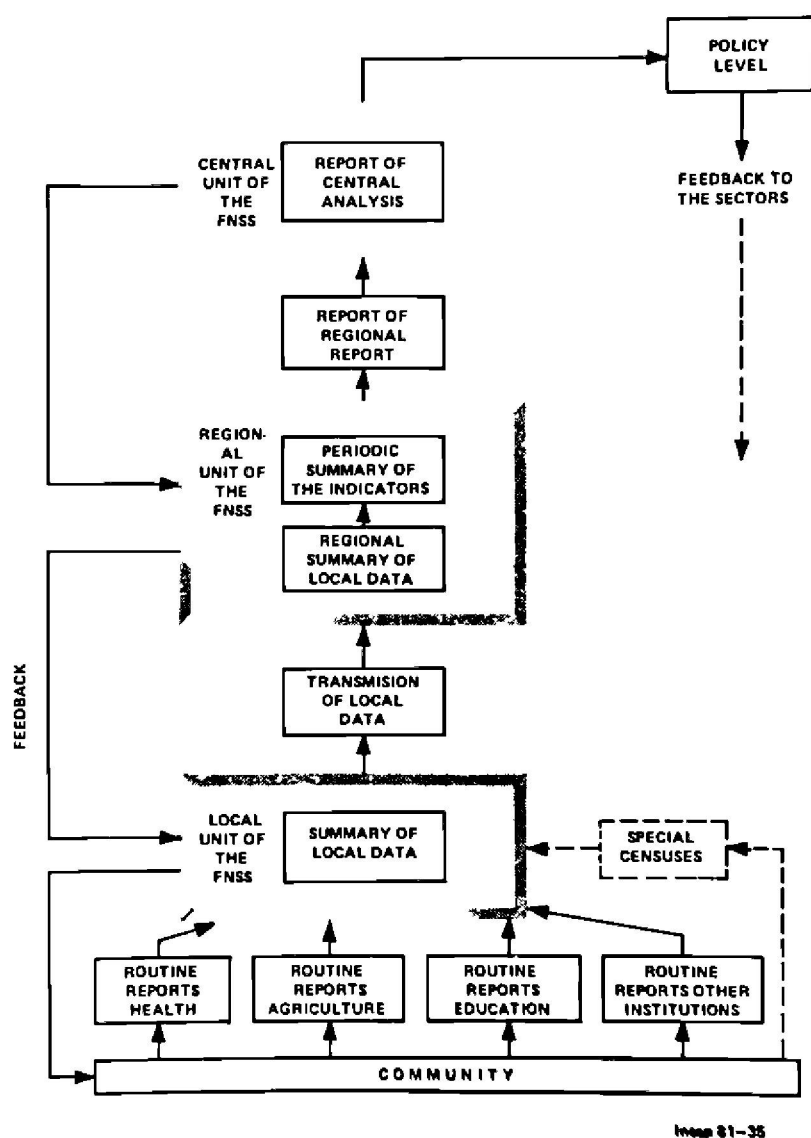 POLICY
LEVEL
CENTRAL
UNIT OF
THE
FNSS
REPORT OF
CENTRAL
ANALYSIS
FEEDBACK TO
THE SECTORS
REPORT OF
REGIONAL
REPORT
REGION-
AL
UNIT OF
THE
FNSS
PERIODIC
SUMMARY OF
THE INDICATORS
REGIONAL
SUMMARY OF
LOCAL DATA
FEEDBACK
TRANSMISION
OF LOCAL
DATA
LOCAL
UNIT OF
THE
FNSS
SUMMARY OF
LOCAL DATA
SPECIAL
CENSUSES
ROUTINE
REPORTS
HEALTH
ROUTINE
REPORTS
AGRICULTURE
ROUTINE
REPORTS
EDUCATION
ROUTINE
REPORTS OTHER
INSTITUTIONS
COMMUNITY
Incap 81-35